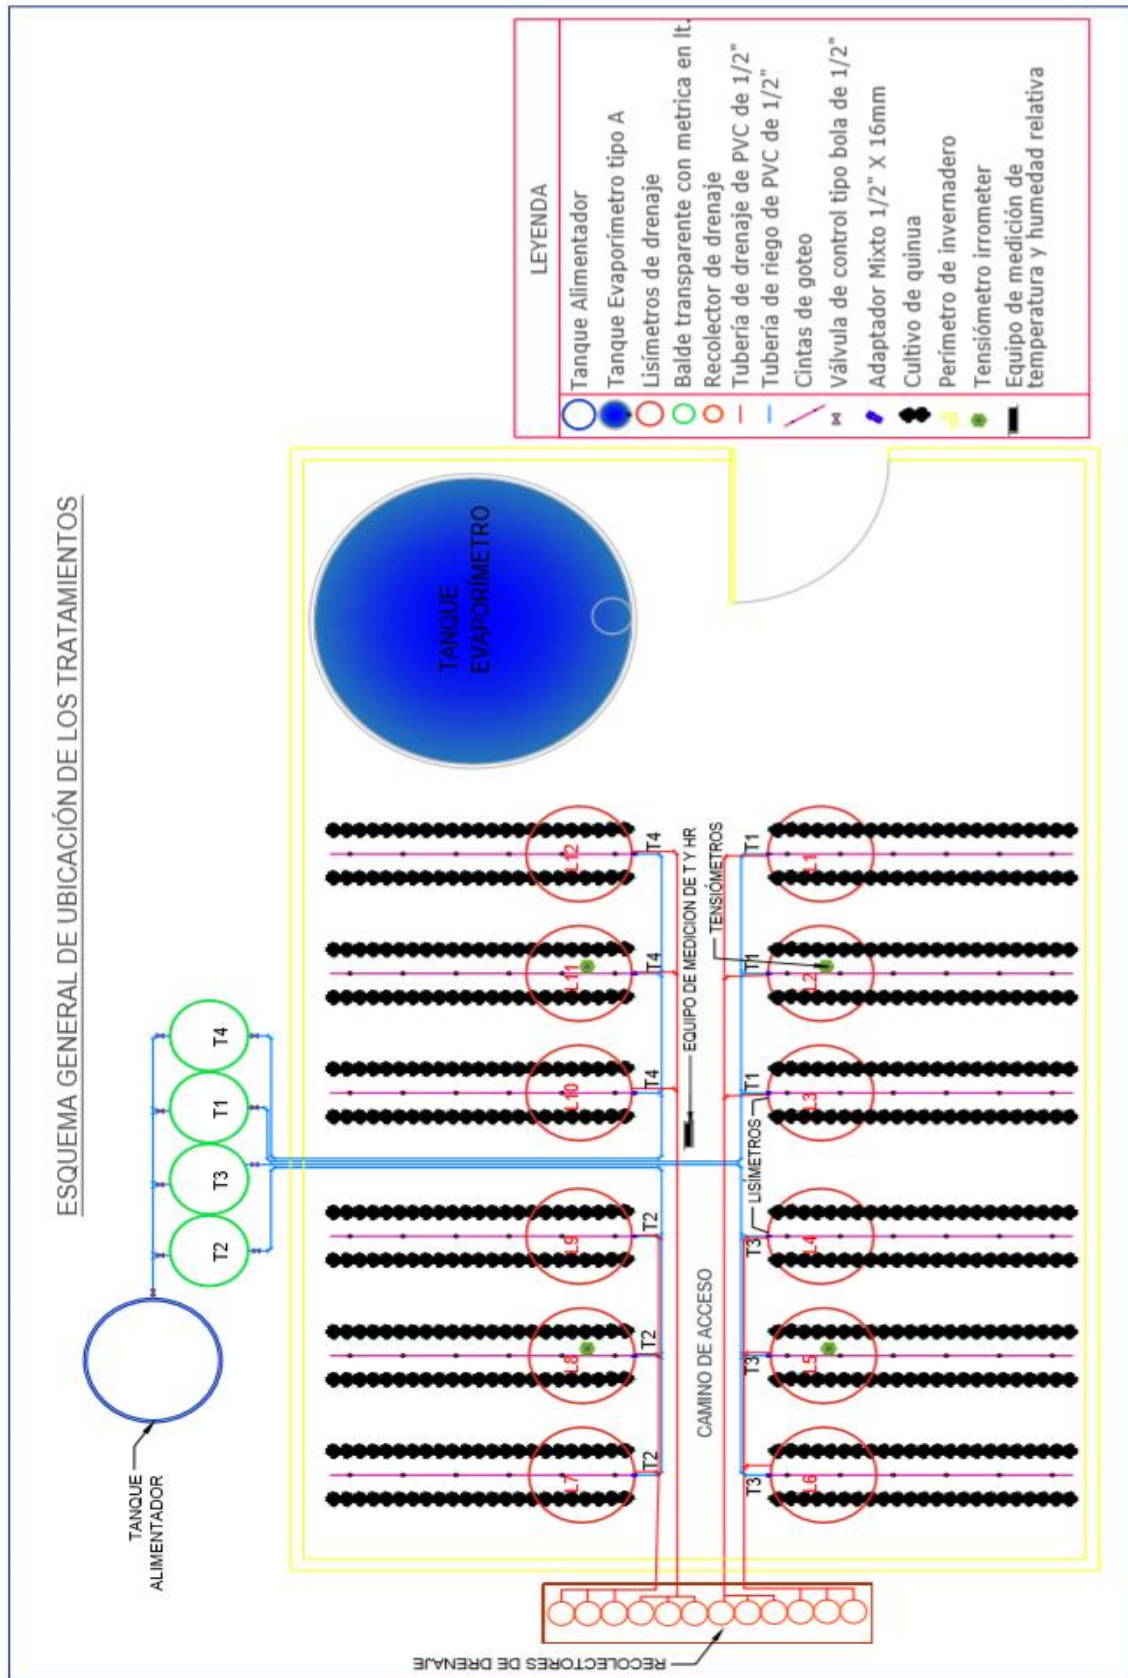 ESQUEMA GENERAL DE UBICACIÓN DE LOS TRATAMIENTOS
TANQUE
ALIMENTADOR
T2
T3
T1
T4
L7
L8
L9
L10
L11
L12
T2
T2
T2
T4
T4
T4
TANQUE
EVAPORÍMETRO
CAMINO DE ACCESO
EQUIPO DE MEDICION DE T Y HR
LISÍMETROS
TENSIÓMETROS
T3
T3
T3
T1
T1
T1
L6
L5
L4
L3
L2
L1
RECOLECTORES DE DRENAJE
LEYENDA
Tanque Alimentador
Tanque Evaporímetro tipo A
Lisímetros de drenaje
Balde transparente con metrica en lt.
Recolector de drenaje
Tubería de drenaje de PVC de 1/2"
Tubería de riego de PVC de 1/2"
Cintas de goteo
Válvula de control tipo bola de 1/2"
Adaptador Mixto 1/2" X 16mm
Cultivo de quinua
Perímetro de invernadero
Tensiómetro irrometer
Equipo de medición de
temperatura y humedad relativa